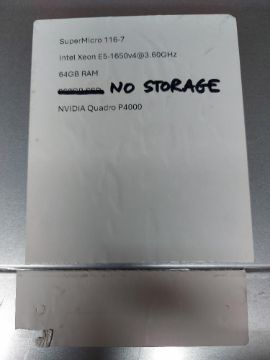 SuperMicro 116-7
Intel Xeon E5-1650v4@3.60GHz
64GB RAM
NO STORAGE
NVIDIA Quadro P4000